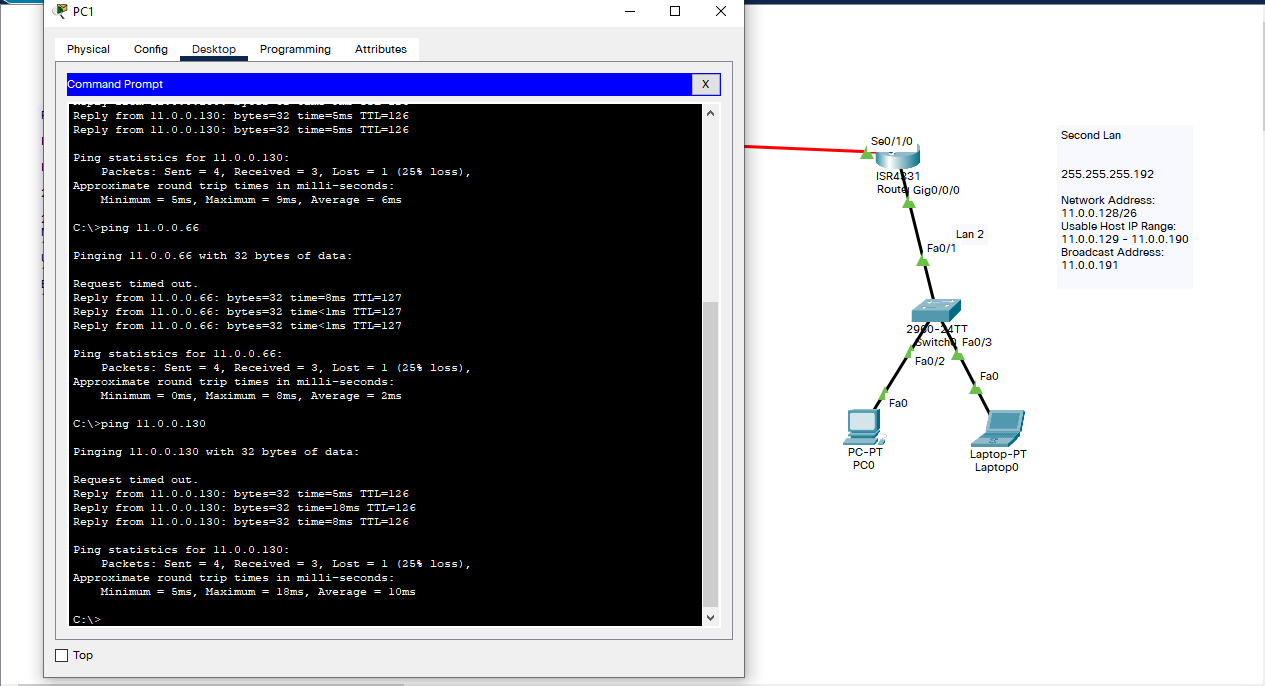 PC1
Physical Config Desktop Programming Attributes
Command Prompt
X
Reply from 11.0.0.130: bytes=32 time=5ms TTL=126
Reply from 11.0.0.130: bytes=32 time=5ms TTL=126
Ping statistics for 11.0.0.130:
Packets: Sent = 4, Received = 3, Lost = 1 (25% loss),
Approximate round trip times in milli-seconds:
Minimum = 5ms, Maximum = 9ms, Average = 6ms
C:\>ping 11.0.0.66
Pinging 11.0.0.66 with 32 bytes of data:
Request timed out.
Reply from 11.0.0.66: bytes=32 time=8ms TTL=127
Reply from 11.0.0.66: bytes=32 time<1ms TTL=127
Reply from 11.0.0.66: bytes=32 time<1ms TTL=127
Ping statistics for 11.0.0.66:
Packets: Sent = 4, Received = 3, Lost = 1 (25% loss),
Approximate round trip times in milli-seconds:
Minimum = 0ms, Maximum = 8ms, Average = 2ms
C:\>ping 11.0.0.130
Pinging 11.0.0.130 with 32 bytes of data:
Request timed out.
Reply from 11.0.0.130: bytes=32 time=5ms TTL=126
Reply from 11.0.0.130: bytes=32 time=18ms TTL=126
Reply from 11.0.0.130: bytes=32 time=8ms TTL=126
Ping statistics for 11.0.0.130:
Packets: Sent = 4, Received = 3, Lost = 1 (25% loss),
Approximate round trip times in milli-seconds:
Minimum = 5ms, Maximum = 18ms, Average = 10ms
C:\>
Top
Se0/1/0
ISR4331
Gig0/0/0
Lan 2
Fa0/1
2960-24TT
Switch0
Fa0/3
Fa0/2
Fa0
Fa0
PC-PT
PC0
Laptop-PT
Laptop0
Second Lan
255.255.255.192
Network Address:
11.0.0.128/26
Usable Host IP Range:
11.0.0.129 - 11.0.0.190
Broadcast Address:
11.0.0.191